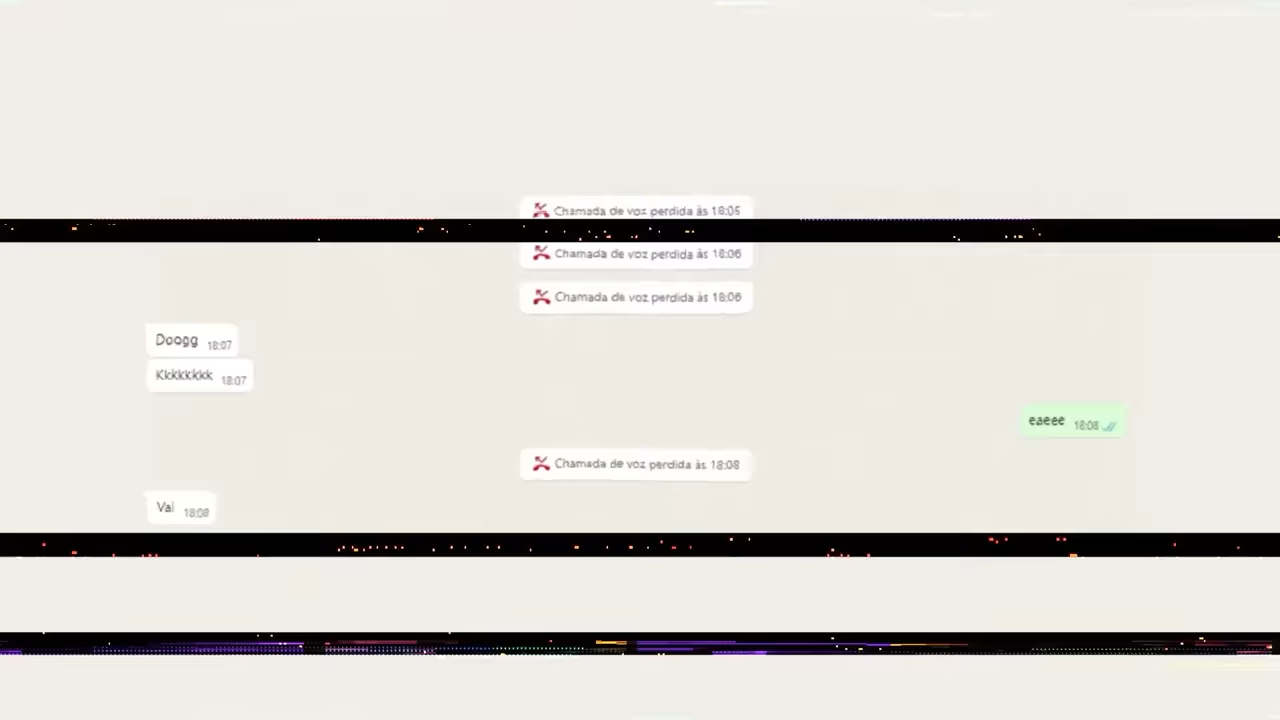 Chamada de voz perdida às 18:05
Chamada de voz perdida às 18:06
Chamada de voz perdida às 18:06
Doogg 18:07
Kkkkkkkk 18:07
eaeee 18:08
Chamada de voz perdida às 18:08
Vai 18:08